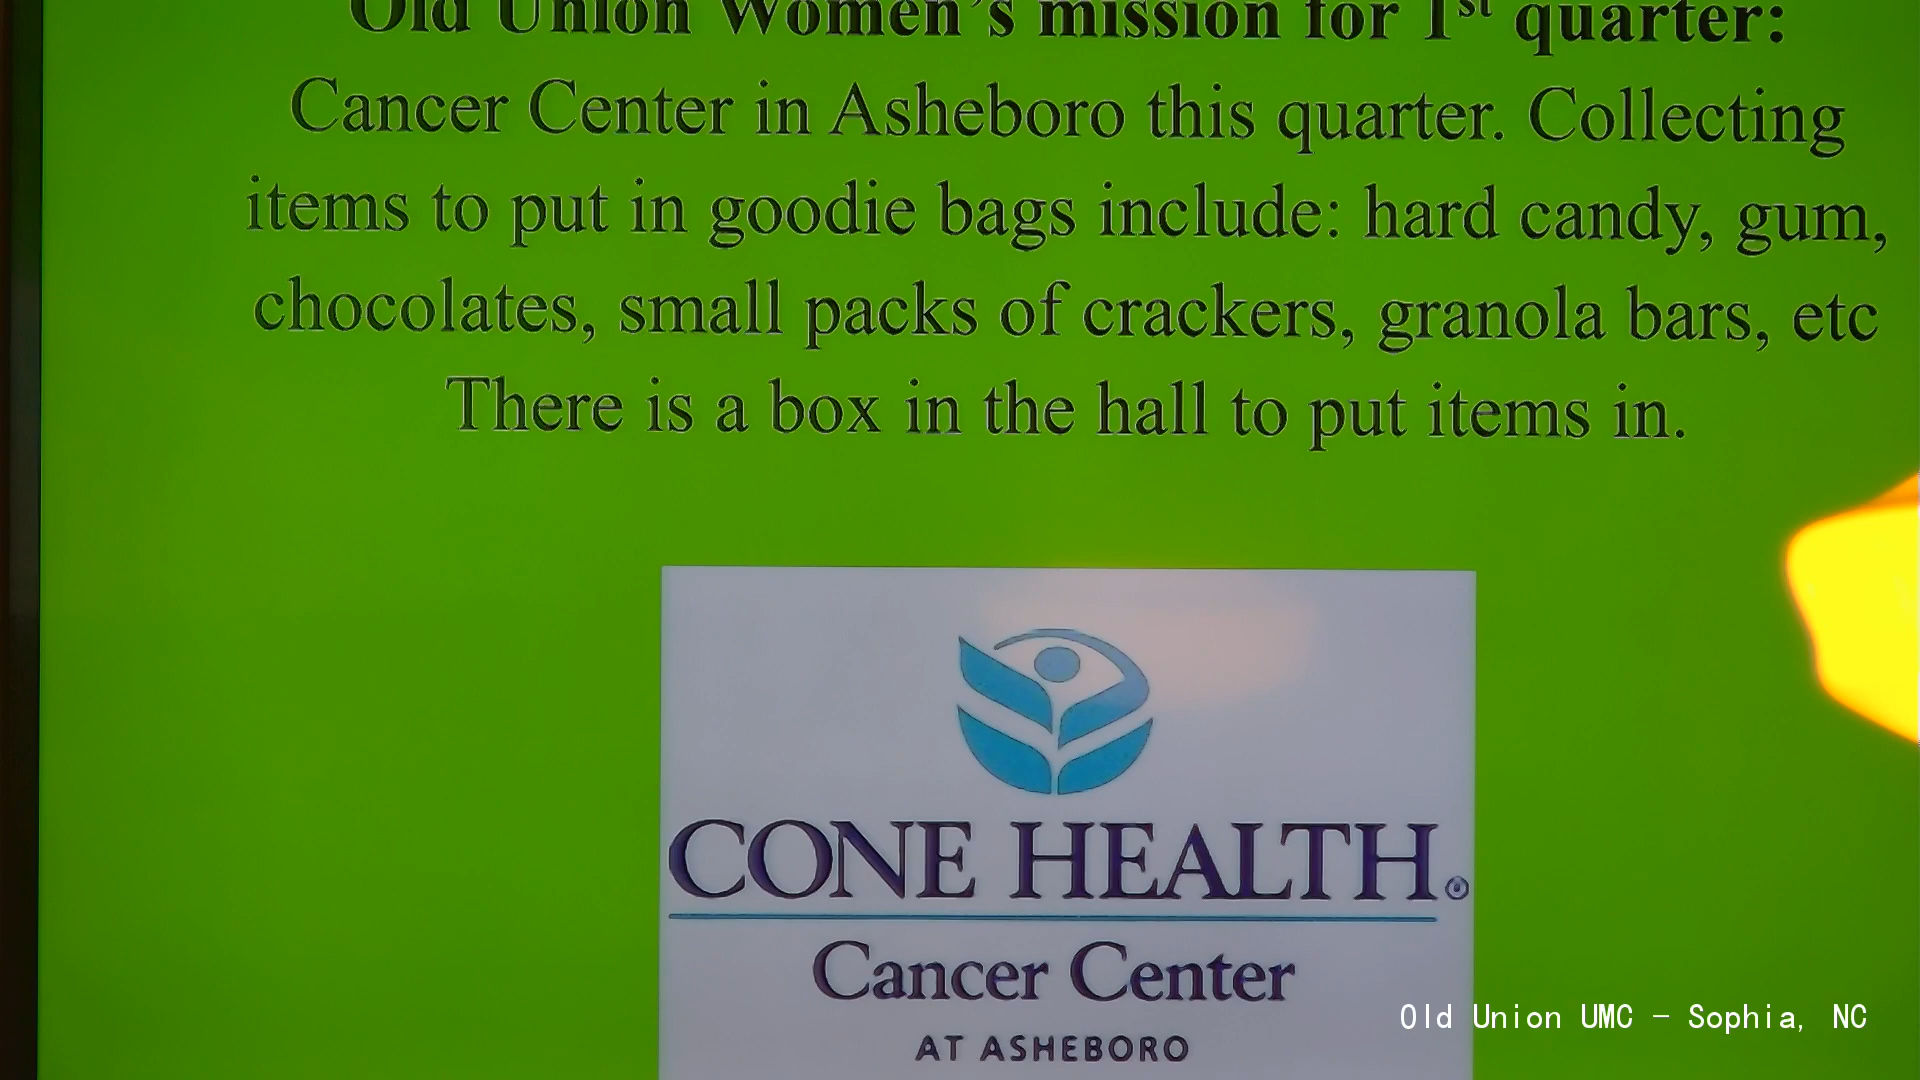 Old Union Women's mission for 1st quarter:
Cancer Center in Asheboro this quarter. Collecting
items to put in goodie bags include: hard candy, gum,
chocolates, small packs of crackers, granola bars, etc
There is a box in the hall to put items in.
CONE HEALTH®
Cancer Center
AT ASHEBORO
Old Union UMC - Sophia, NC